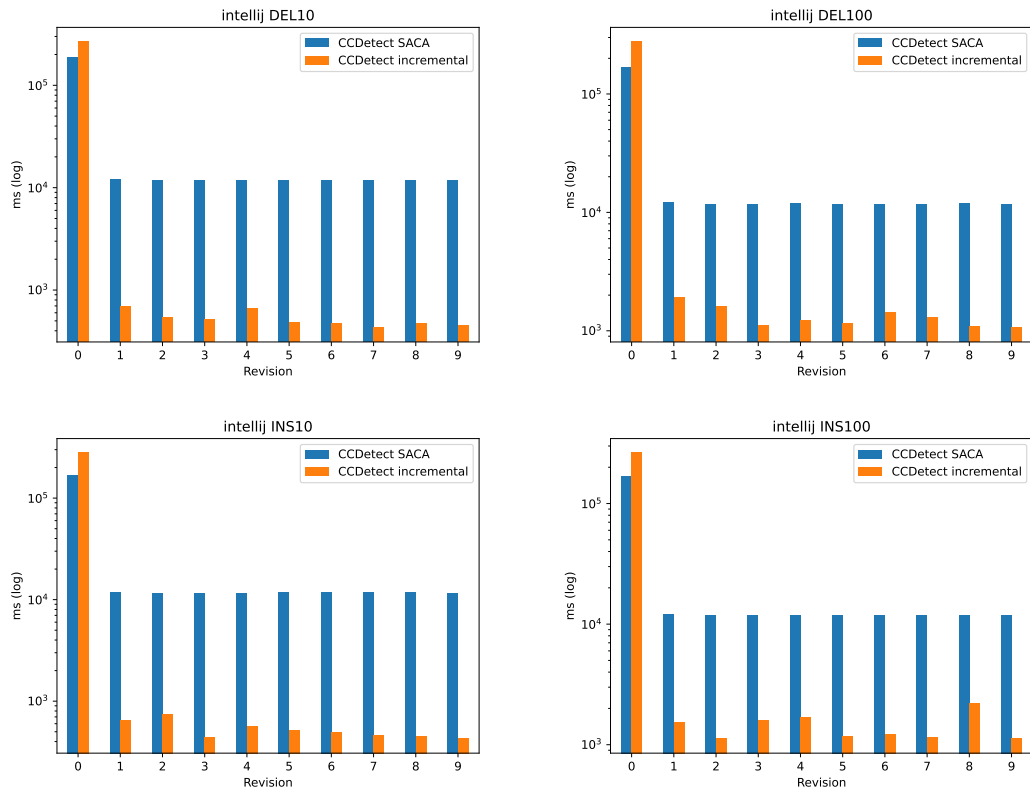 intellij DEL10
CCDetect SACA
CCDetect incremental
ms (log)
10^5
10^4
10^3
0 1 2 3 4 5 6 7 8 9
Revision
intellij DEL100
CCDetect SACA
CCDetect incremental
ms (log)
10^5
10^4
10^3
0 1 2 3 4 5 6 7 8 9
Revision
intellij INS10
CCDetect SACA
CCDetect incremental
ms (log)
10^5
10^4
10^3
0 1 2 3 4 5 6 7 8 9
Revision
intellij INS100
CCDetect SACA
CCDetect incremental
ms (log)
10^5
10^4
10^3
0 1 2 3 4 5 6 7 8 9
Revision